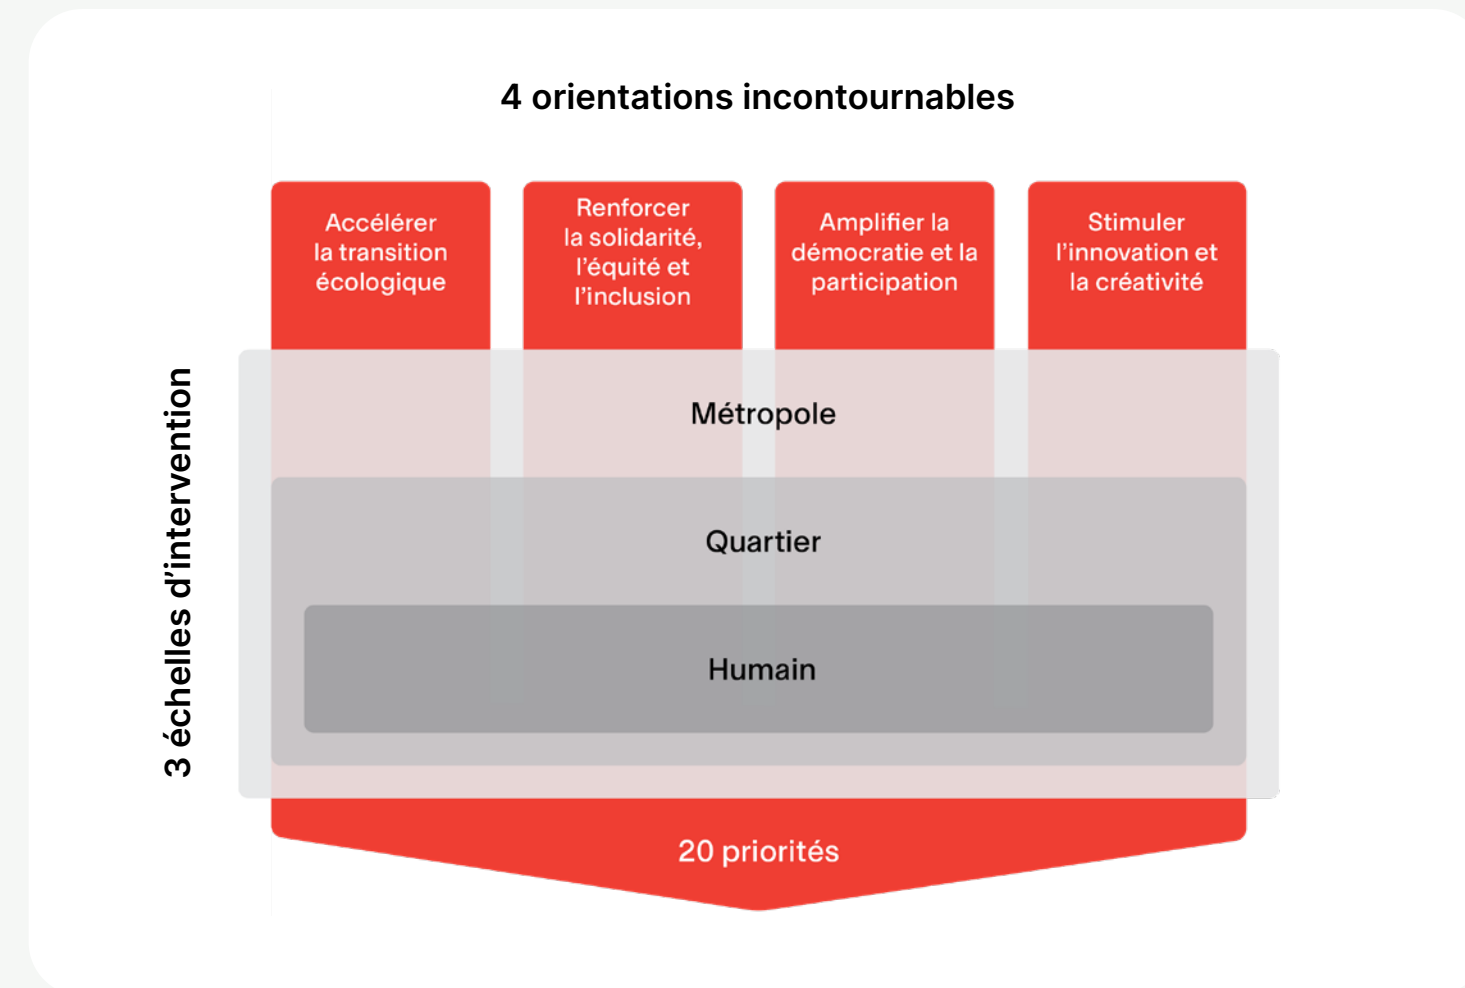 4 orientations incontournables
Accélérer
la transition
écologique
Renforcer
la solidarité,
l’équité et
l’inclusion
Amplifier la
démocratie et la
participation
Stimuler
l’innovation et
la créativité
3 échelles d’intervention
Métropole
Quartier
Humain
20 priorités